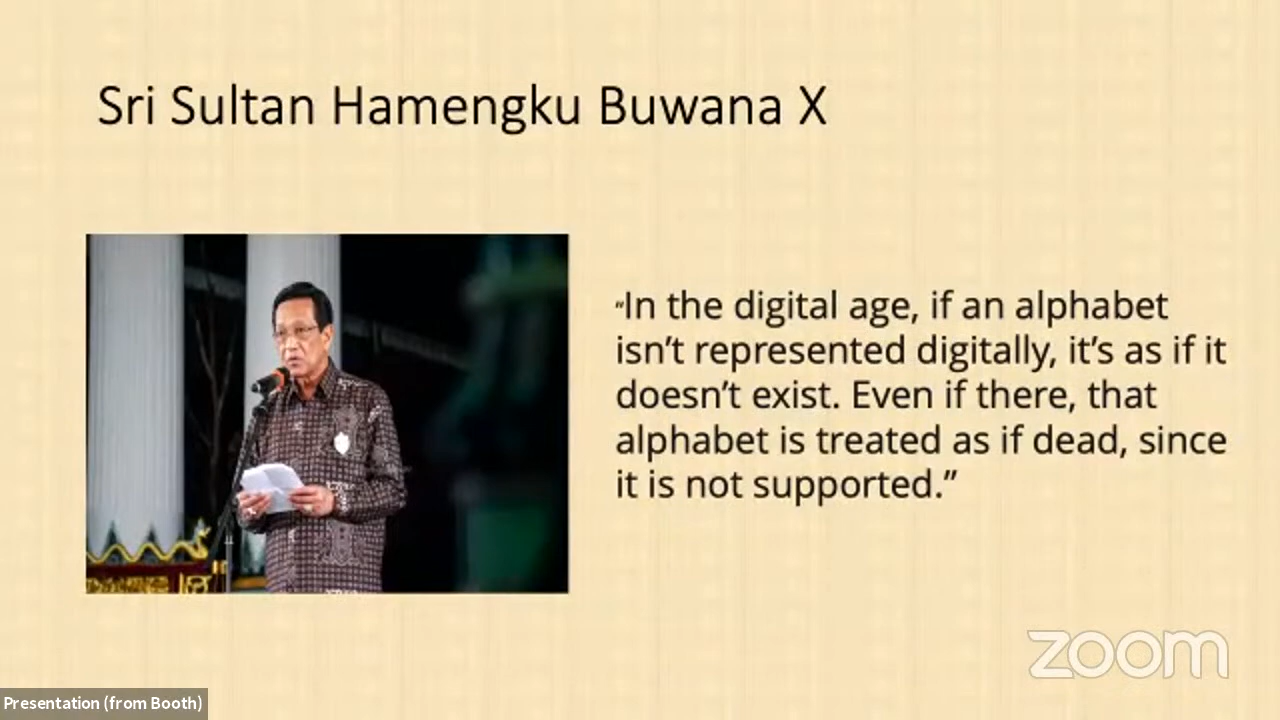 Sri Sultan Hamengku Buwana X
“In the digital age, if an alphabet
isn’t represented digitally, it’s as if it
doesn’t exist. Even if there, that
alphabet is treated as if dead, since
it is not supported.”
zoom
Presentation (from Booth)